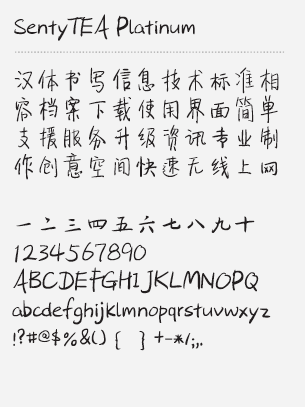 SentyTEA Platinum
汉体书写信息技术标准相
容档案下载使用界面简单
支援服务升级资讯专业制
作创意空间快速无线上网
一二三四五六七八九十
1234567890
ABCDEFGHIJKLMNOPQ
abcdefghijklmnopqrstuvwxyz
!?#@$%&() { } +-*/;,.